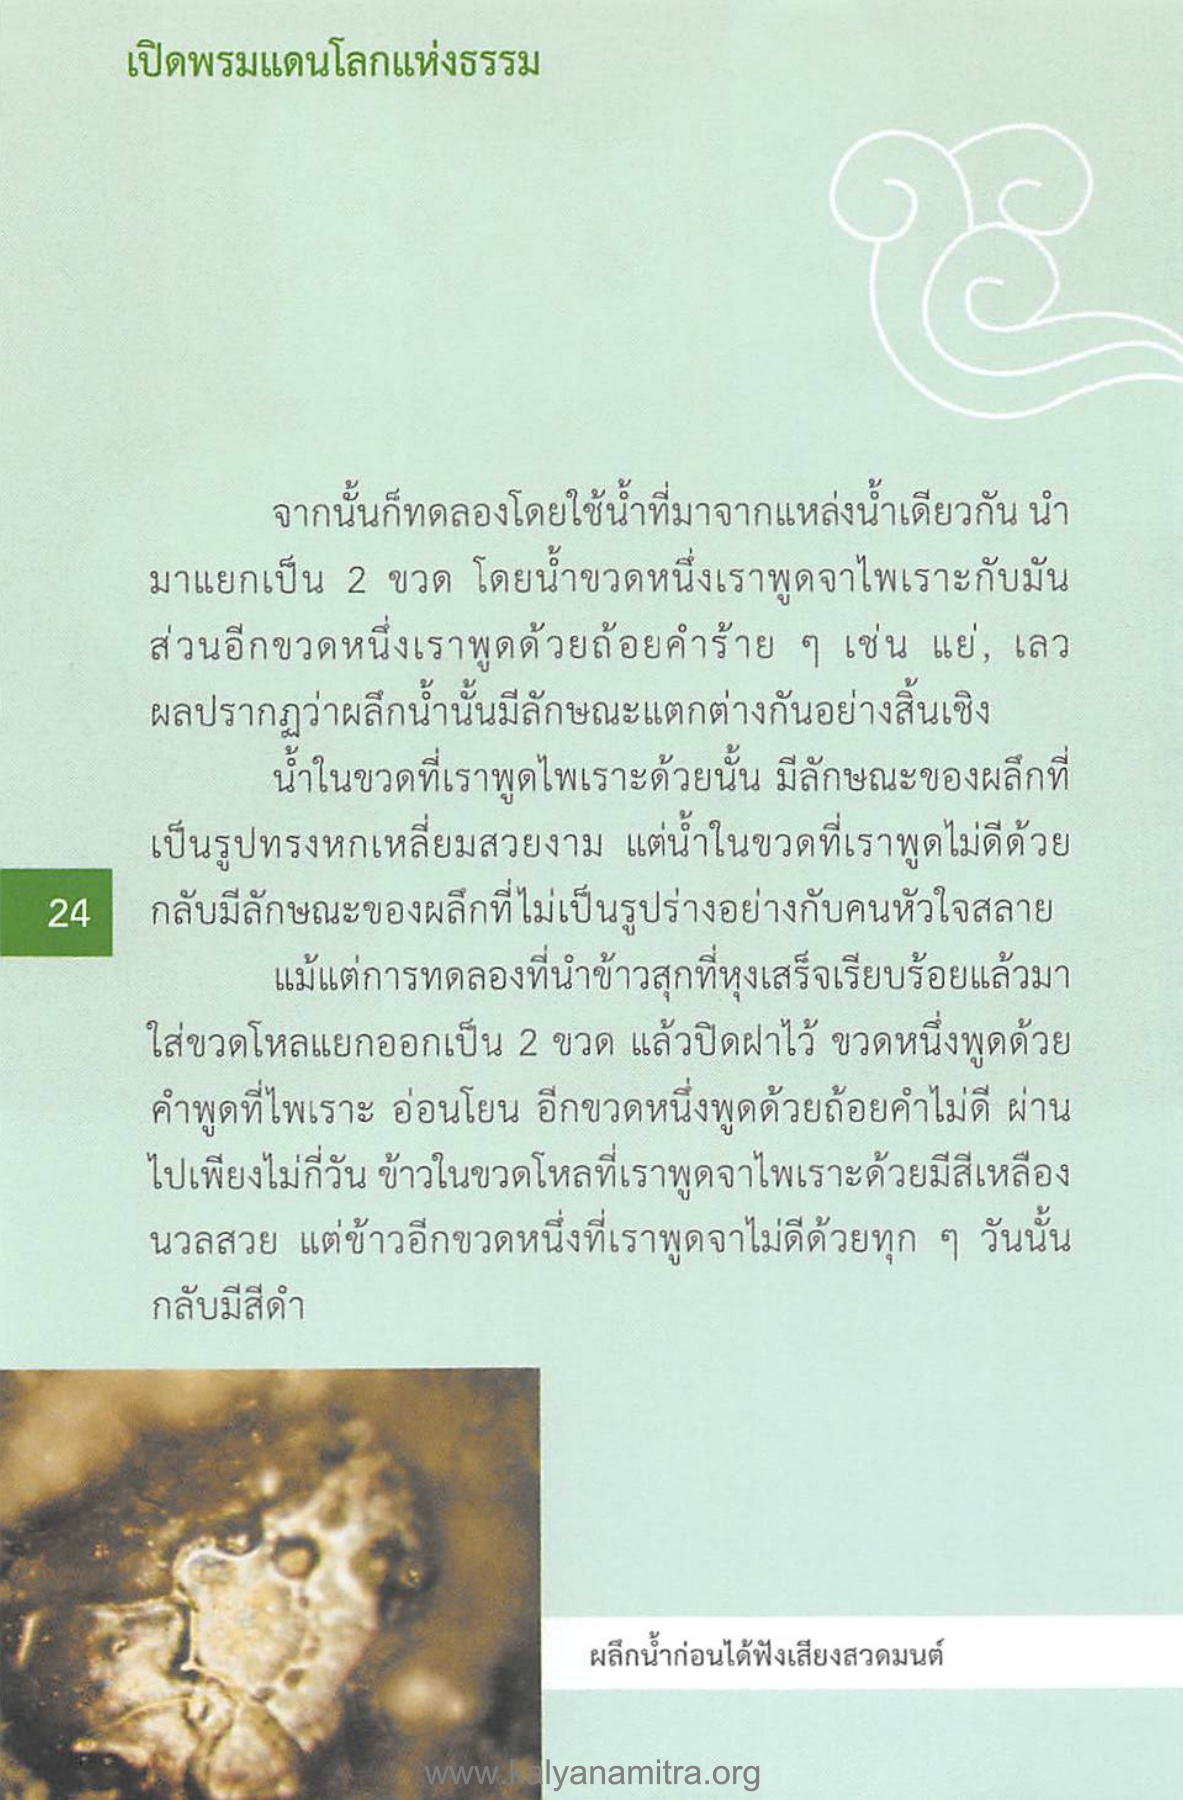 เปิดพรมแดนโลกแห่งธรรม
จากนั้นก็ทดลองโดยใช้น้ำที่มาจากแหล่งน้ำเดียวกัน นำ
มาแยกเป็น 2 ขวด โดยน้ำขวดหนึ่งเราพูดจาไพเราะกับมัน
ส่วนอีกขวดหนึ่งเราพูดด้วยถ้อยคำร้าย ๆ เช่น แย่, เลว
ผลปรากฏว่าผลึกน้ำนั้นมีลักษณะแตกต่างกันอย่างสิ้นเชิง
น้ำในขวดที่เราพูดไพเราะด้วยนั้น มีลักษณะของผลึกที่
เป็นรูปทรงหกเหลี่ยมสวยงาม แต่น้ำในขวดที่เราพูดไม่ดีด้วย
กลับมีลักษณะของผลึกที่ไม่เป็นรูปร่างอย่างกับคนหัวใจสลาย
24
แม้แต่การทดลองที่นำข้าวสุกที่หุงเสร็จเรียบร้อยแล้วมา
ใส่ขวดโหลแยกออกเป็น 2 ขวด แล้วปิดฝาไว้ ขวดหนึ่งพูดด้วย
คำพูดที่ไพเราะ อ่อนโยน อีกขวดหนึ่งพูดด้วยถ้อยคำไม่ดี ผ่าน
ไปเพียงไม่กี่วัน ข้าวในขวดโหลที่เราพูดจาไพเราะด้วยมีสีเหลือง
นวลสวย แต่ข้าวอีกขวดหนึ่งที่เราพูดจาไม่ดีด้วยทุก ๆ วันนั้น
กลับมีสีดำ
ผลึกน้ำก่อนได้ฟังเสียงสวดมนต์
www.kalyanamitra.org